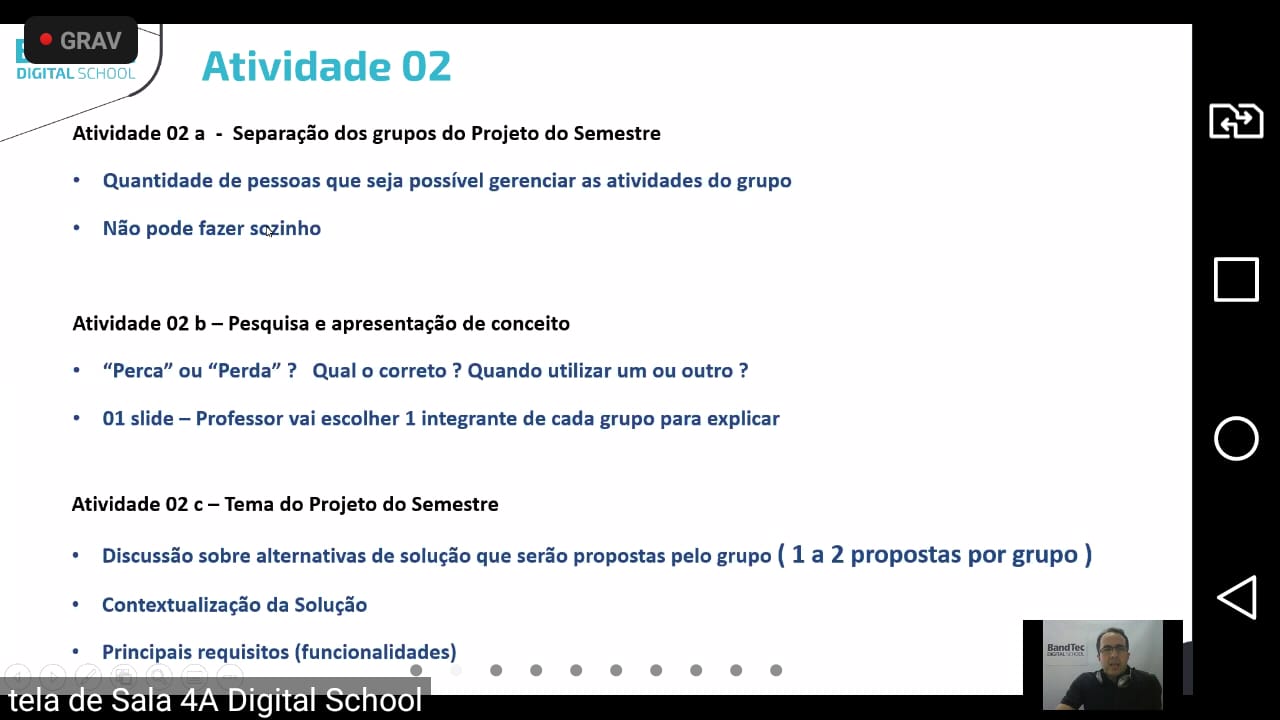 GRAV
DIGITAL SCHOOL
Atividade 02
Atividade 02 a - Separação dos grupos do Projeto do Semestre
• Quantidade de pessoas que seja possível gerenciar as atividades do grupo
• Não pode fazer sozinho
Atividade 02 b – Pesquisa e apresentação de conceito
• “Perca” ou “Perda” ? Qual o correto ? Quando utilizar um ou outro ?
• 01 slide – Professor vai escolher 1 integrante de cada grupo para explicar
Atividade 02 c – Tema do Projeto do Semestre
• Discussão sobre alternativas de solução que serão propostas pelo grupo ( 1 a 2 propostas por grupo )
• Contextualização da Solução
• Principais requisitos (funcionalidades)
BandTec
DIGITAL SCHOOL
tela de Sala 4A Digital School